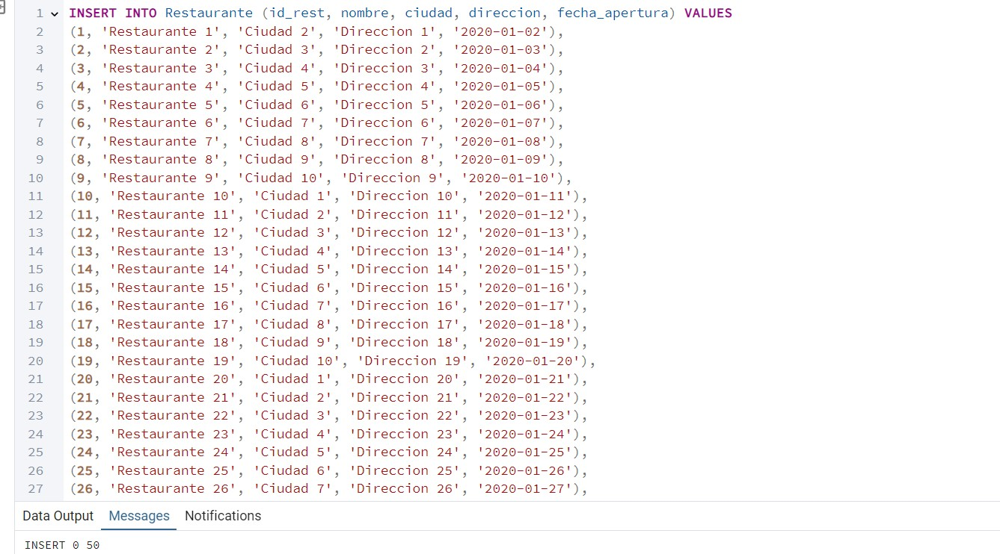 1 INSERT INTO Restaurante (id_rest, nombre, ciudad, direccion, fecha_apertura) VALUES
2 (1, 'Restaurante 1', 'Ciudad 2', 'Direccion 1', '2020-01-02'),
3 (2, 'Restaurante 2', 'Ciudad 3', 'Direccion 2', '2020-01-03'),
4 (3, 'Restaurante 3', 'Ciudad 4', 'Direccion 3', '2020-01-04'),
5 (4, 'Restaurante 4', 'Ciudad 5', 'Direccion 4', '2020-01-05'),
6 (5, 'Restaurante 5', 'Ciudad 6', 'Direccion 5', '2020-01-06'),
7 (6, 'Restaurante 6', 'Ciudad 7', 'Direccion 6', '2020-01-07'),
8 (7, 'Restaurante 7', 'Ciudad 8', 'Direccion 7', '2020-01-08'),
9 (8, 'Restaurante 8', 'Ciudad 9', 'Direccion 8', '2020-01-09'),
10 (9, 'Restaurante 9', 'Ciudad 10', 'Direccion 9', '2020-01-10'),
11 (10, 'Restaurante 10', 'Ciudad 1', 'Direccion 10', '2020-01-11'),
12 (11, 'Restaurante 11', 'Ciudad 2', 'Direccion 11', '2020-01-12'),
13 (12, 'Restaurante 12', 'Ciudad 3', 'Direccion 12', '2020-01-13'),
14 (13, 'Restaurante 13', 'Ciudad 4', 'Direccion 13', '2020-01-14'),
15 (14, 'Restaurante 14', 'Ciudad 5', 'Direccion 14', '2020-01-15'),
16 (15, 'Restaurante 15', 'Ciudad 6', 'Direccion 15', '2020-01-16'),
17 (16, 'Restaurante 16', 'Ciudad 7', 'Direccion 16', '2020-01-17'),
18 (17, 'Restaurante 17', 'Ciudad 8', 'Direccion 17', '2020-01-18'),
19 (18, 'Restaurante 18', 'Ciudad 9', 'Direccion 18', '2020-01-19'),
20 (19, 'Restaurante 19', 'Ciudad 10', 'Direccion 19', '2020-01-20'),
21 (20, 'Restaurante 20', 'Ciudad 1', 'Direccion 20', '2020-01-21'),
22 (21, 'Restaurante 21', 'Ciudad 2', 'Direccion 21', '2020-01-22'),
23 (22, 'Restaurante 22', 'Ciudad 3', 'Direccion 22', '2020-01-23'),
24 (23, 'Restaurante 23', 'Ciudad 4', 'Direccion 23', '2020-01-24'),
25 (24, 'Restaurante 24', 'Ciudad 5', 'Direccion 24', '2020-01-25'),
26 (25, 'Restaurante 25', 'Ciudad 6', 'Direccion 25', '2020-01-26'),
27 (26, 'Restaurante 26', 'Ciudad 7', 'Direccion 26', '2020-01-27'),
Data Output Messages Notifications
INSERT 0 50